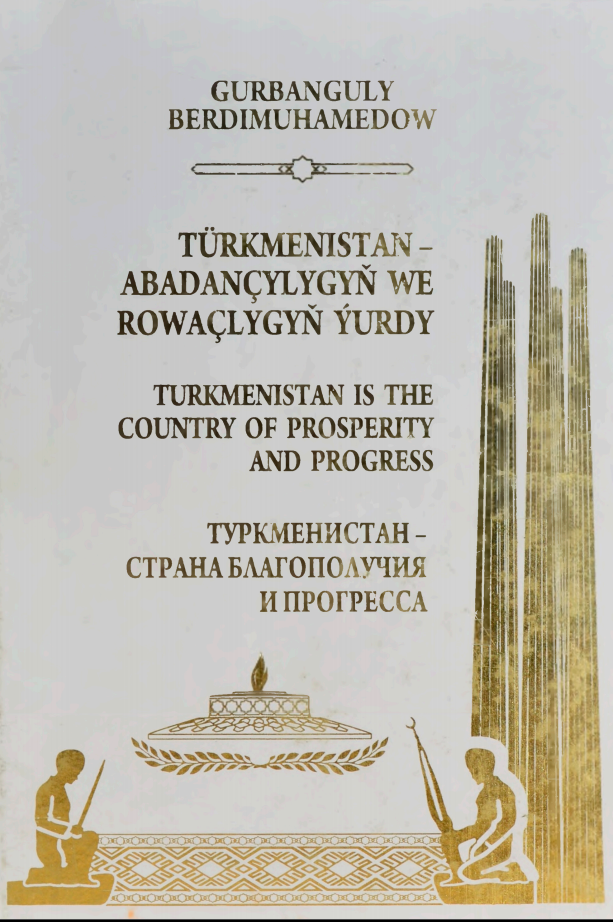 GURBANGULY
BERDIMUHAMEDOW
TÜRKMENISTAN –
ABADANÇYLYGYŇ WE
ROWAÇLYGYŇ ÝURDY
TURKMENISTAN IS THE
COUNTRY OF PROSPERITY
AND PROGRESS
ТУРКМЕНИСТАН –
СТРАНА БЛАГОПОЛУЧИЯ
И ПРОГРЕССА